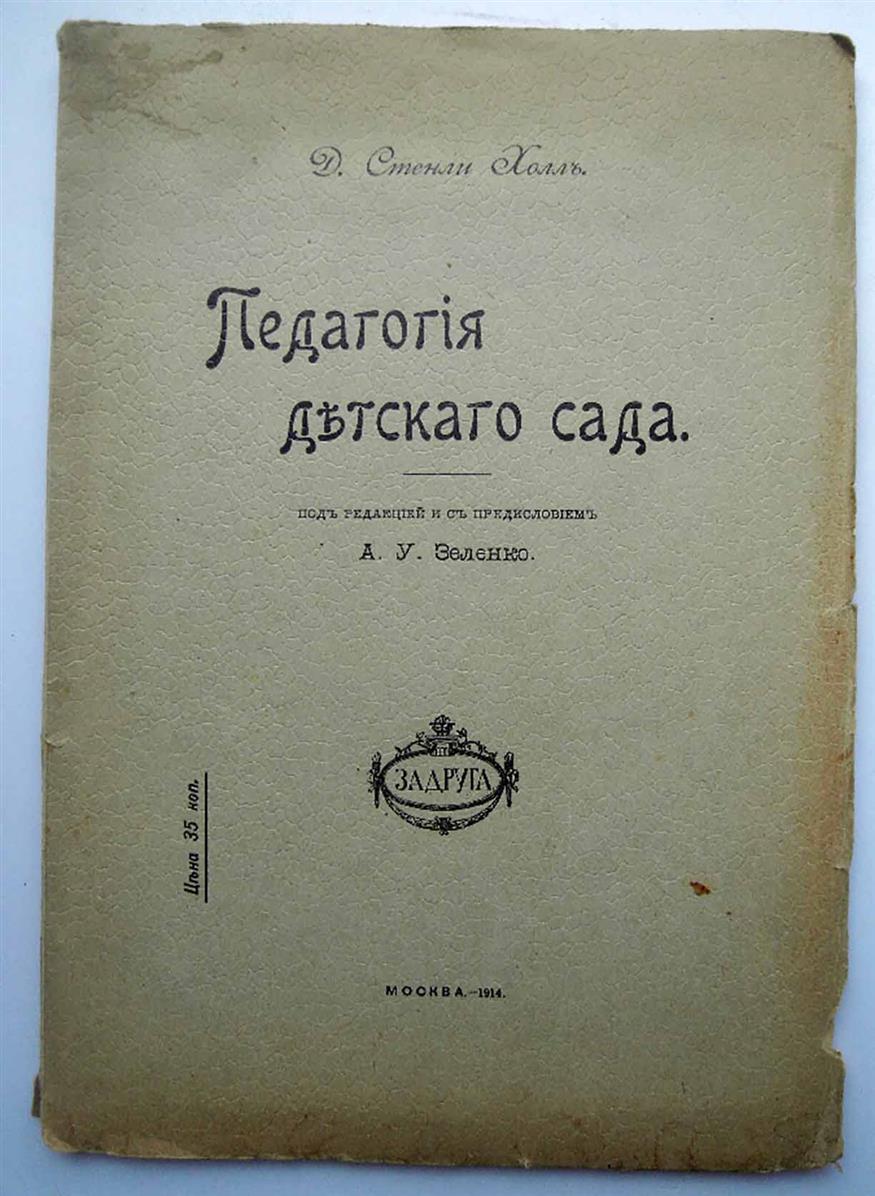 Д. Стенли Холлъ.
Педагогія
дѣтскаго сада.
ПОДЪ РЕДАКЦІЕЙ И СЪ ПРЕДИСЛОВІЕМЪ
А. У. Зеленко.
ЗАДРУГА
Цѣна 35 коп.
МОСКВА.—1914.